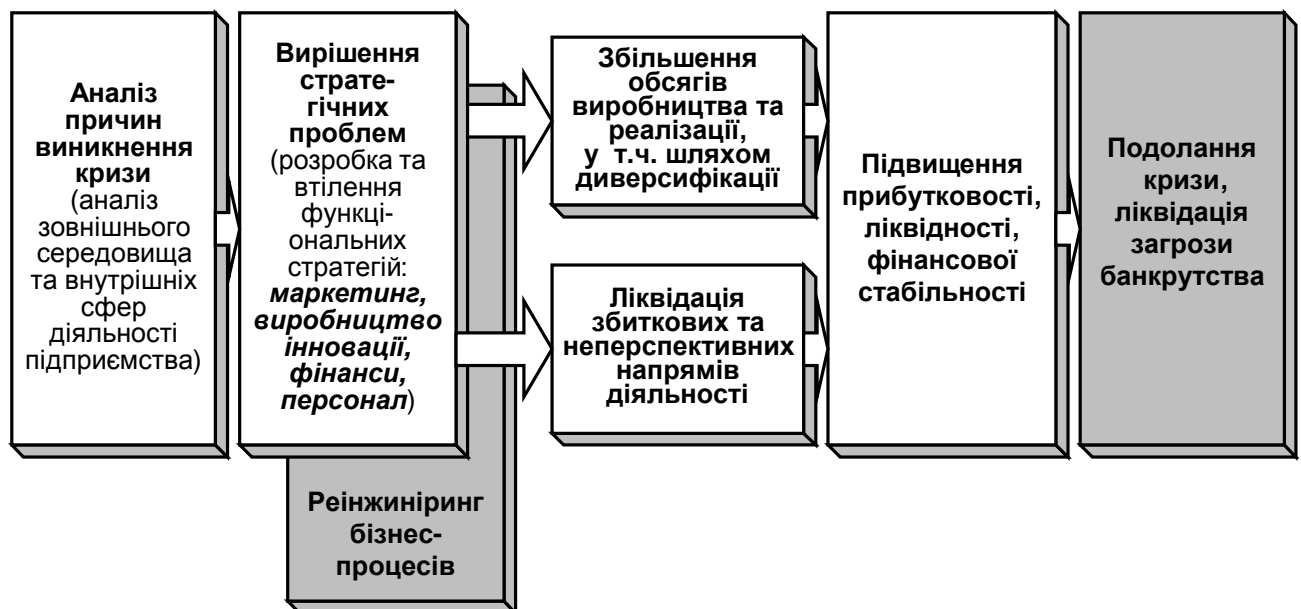 Аналіз
причин
виникнення
кризи
(аналіз
зовнішнього
середовища
та внутрішніх
сфер
діяльності
підприємства)
Вирішення
страте-
гічних
проблем
(розробка та
втілення
функці-
ональних
стратегій:
маркетинг,
виробництво
інновації,
фінанси,
персонал)
Реінжиніринг
бізнес-
процесів
Збільшення
обсягів
виробництва та
реалізації,
у т.ч. шляхом
диверсифікації
Ліквідація
збиткових та
неперспективних
напрямів
діяльності
Підвищення
прибутковості,
ліквідності,
фінансової
стабільності
Подолання
кризи,
ліквідація
загрози
банкрутства